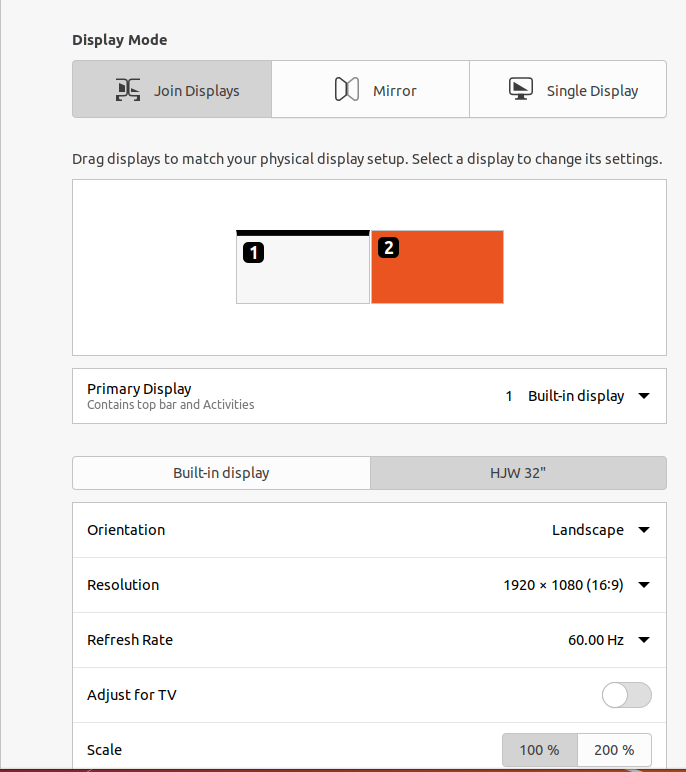 Display Mode
Join Displays
Mirror
Single Display
Drag displays to match your physical display setup. Select a display to change its settings.
1
2
Primary Display
Contains top bar and Activities
1 Built-in display
Built-in display
HJW 32"
Orientation
Landscape
Resolution
1920 × 1080 (16:9)
Refresh Rate
60.00 Hz
Adjust for TV
Scale
100 %
200 %